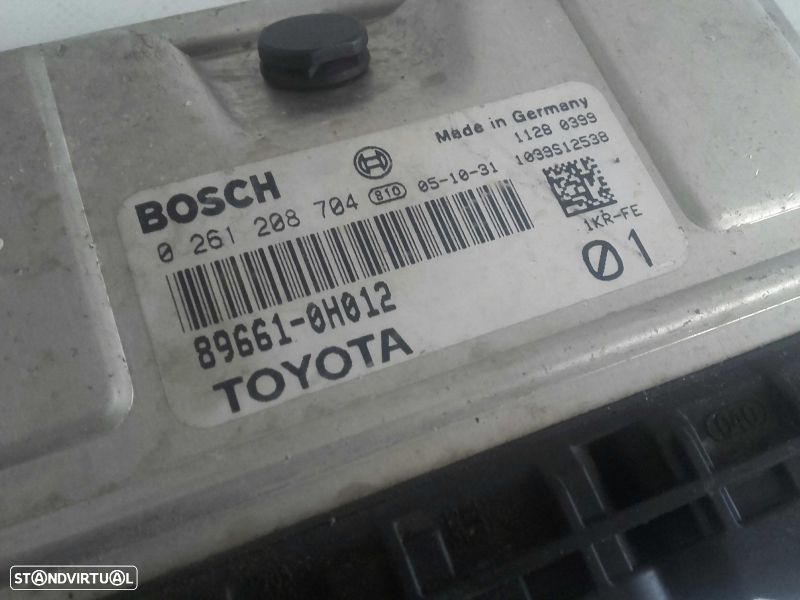 Made in Germany
1128 0399
1039S12538
BOSCH
0 261 208 704 810 05-10-31
1KR-FE
01
89661-0H012
TOYOTA
STANDVIRTUAL